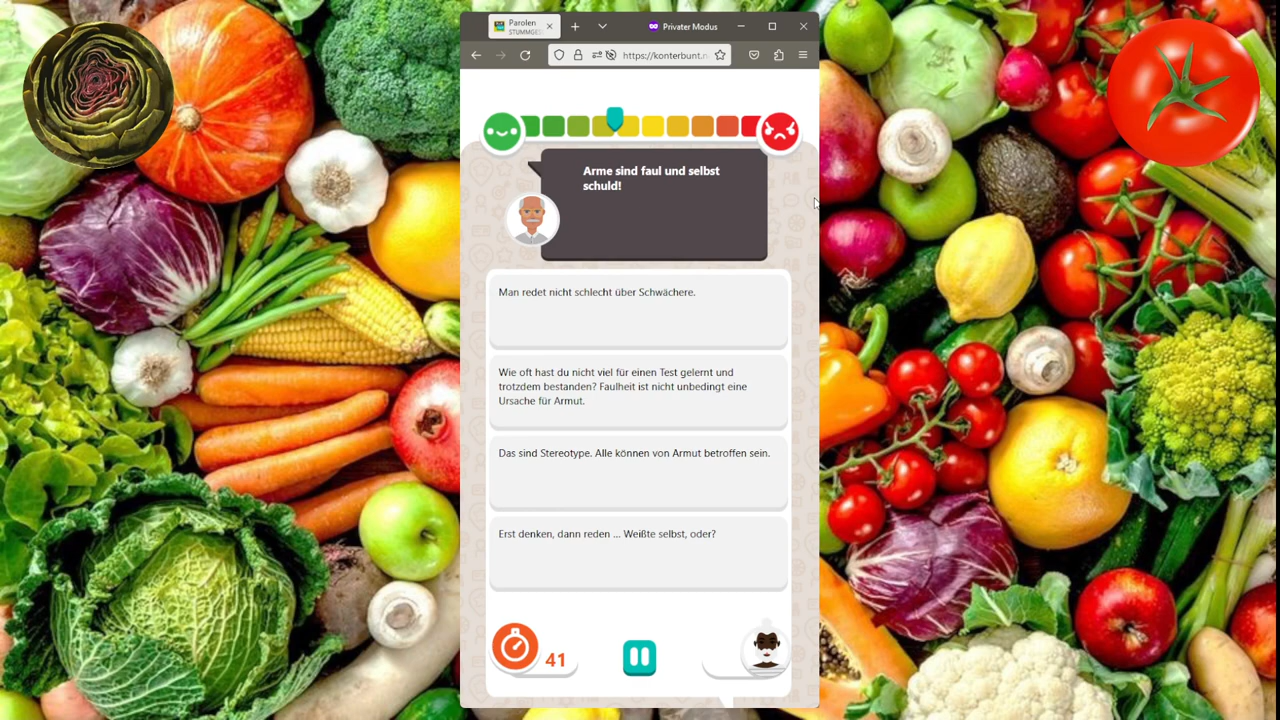 Parolen
STUMMGES
Privater Modus
https://konterbunt.
Arme sind faul und selbst
schuld!
Man redet nicht schlecht über Schwächere.
Wie oft hast du nicht viel für einen Test gelernt und
trotzdem bestanden? Faulheit ist nicht unbedingt eine
Ursache für Armut.
Das sind Stereotype. Alle können von Armut betroffen sein.
Erst denken, dann reden ... Weißte selbst, oder?
41